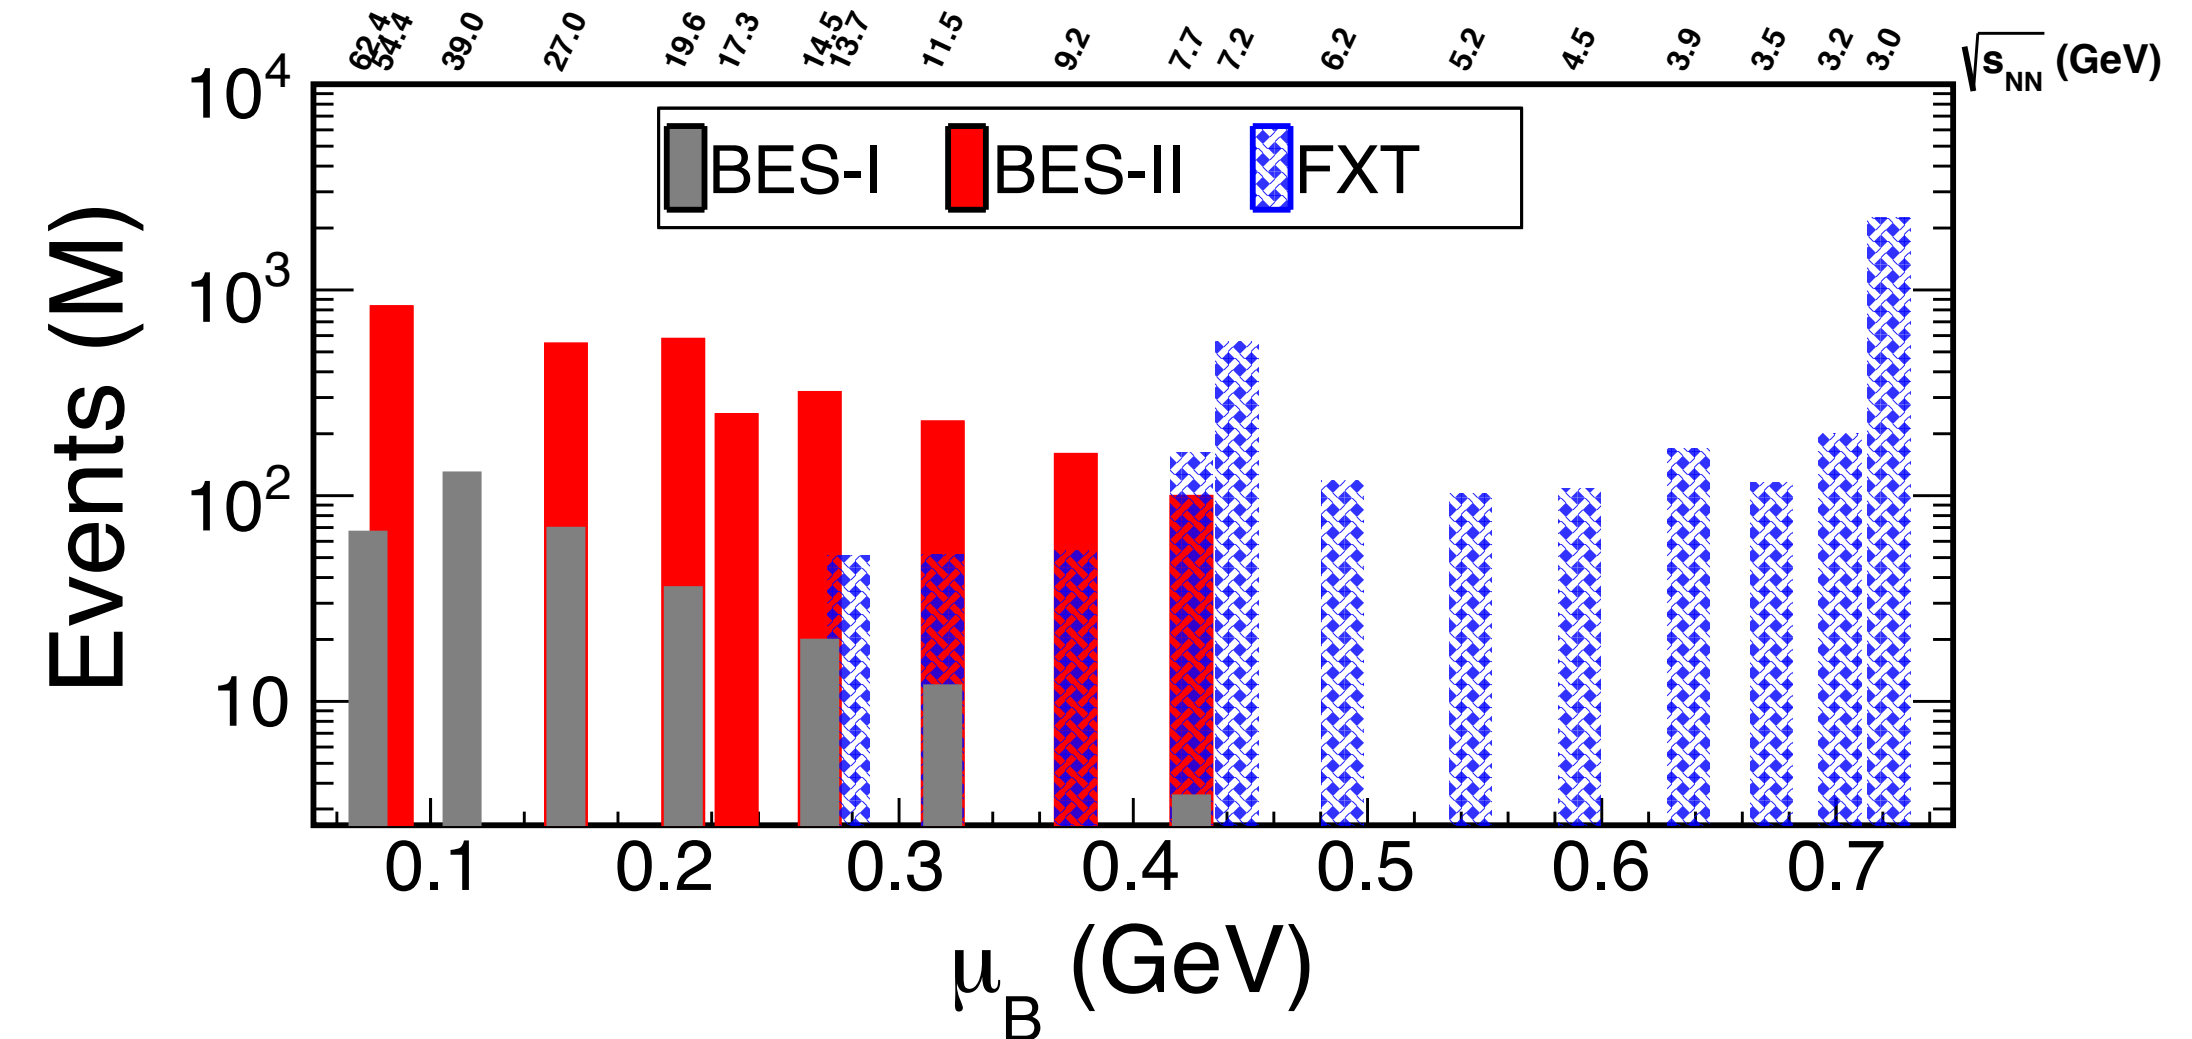 62.4 54.4 39.0 27.0 19.6 17.3 14.5 13.7 11.5 9.2 7.7 7.2 6.2 5.2 4.5 3.9 3.5 3.2 3.0 √sNN (GeV)
10⁴
BES-I BES-II FXT
10³
10²
10
Events (M)
0.1 0.2 0.3 0.4 0.5 0.6 0.7
μB (GeV)